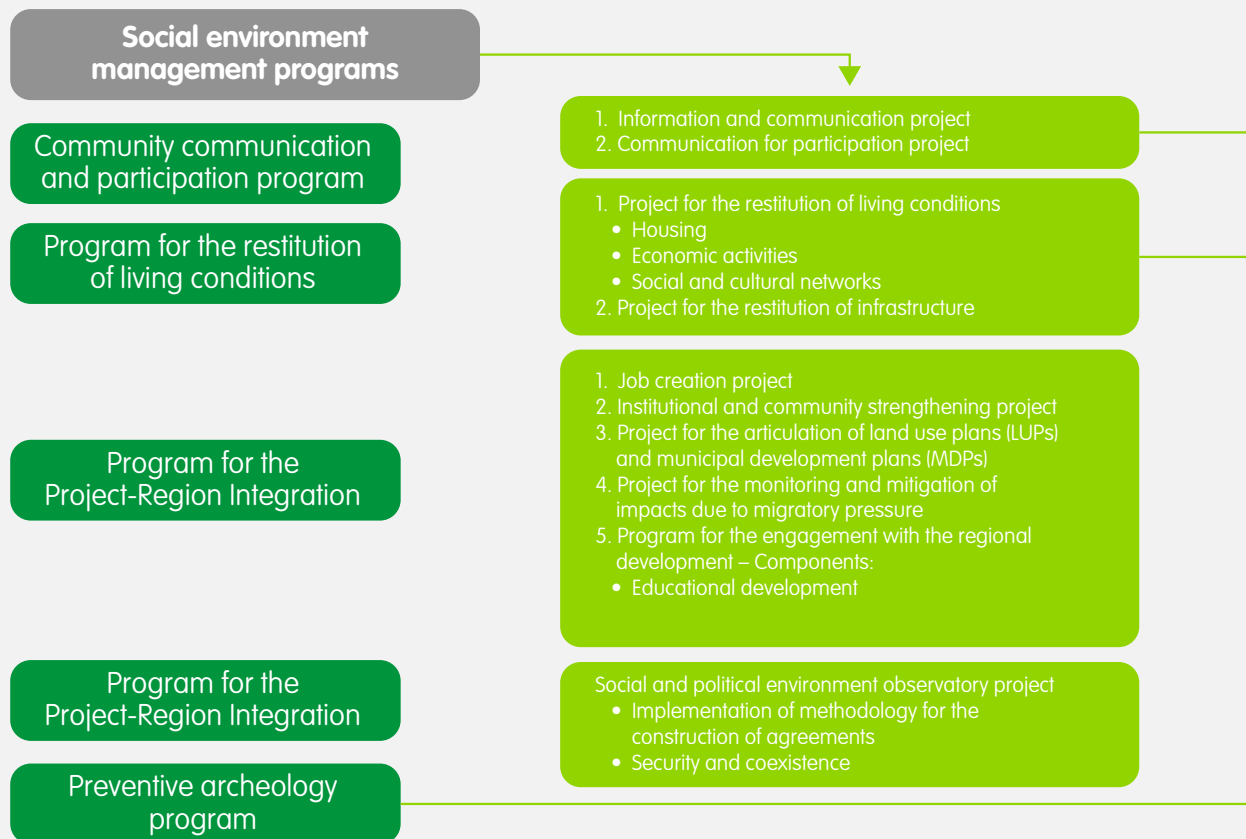 Social environment
management programs
Community communication
and participation program
1. Information and communication project
2. Communication for participation project
Program for the restitution
of living conditions
1. Project for the restitution of living conditions
• Housing
• Economic activities
• Social and cultural networks
2. Project for the restitution of infrastructure
Program for the
Project-Region Integration
1. Job creation project
2. Institutional and community strengthening project
3. Project for the articulation of land use plans (LUPs)
and municipal development plans (MDPs)
4. Project for the monitoring and mitigation of
impacts due to migratory pressure
5. Program for the engagement with the regional
development – Components:
• Educational development
Program for the
Project-Region Integration
Social and political environment observatory project
• Implementation of methodology for the
construction of agreements
• Security and coexistence
Preventive archeology
program